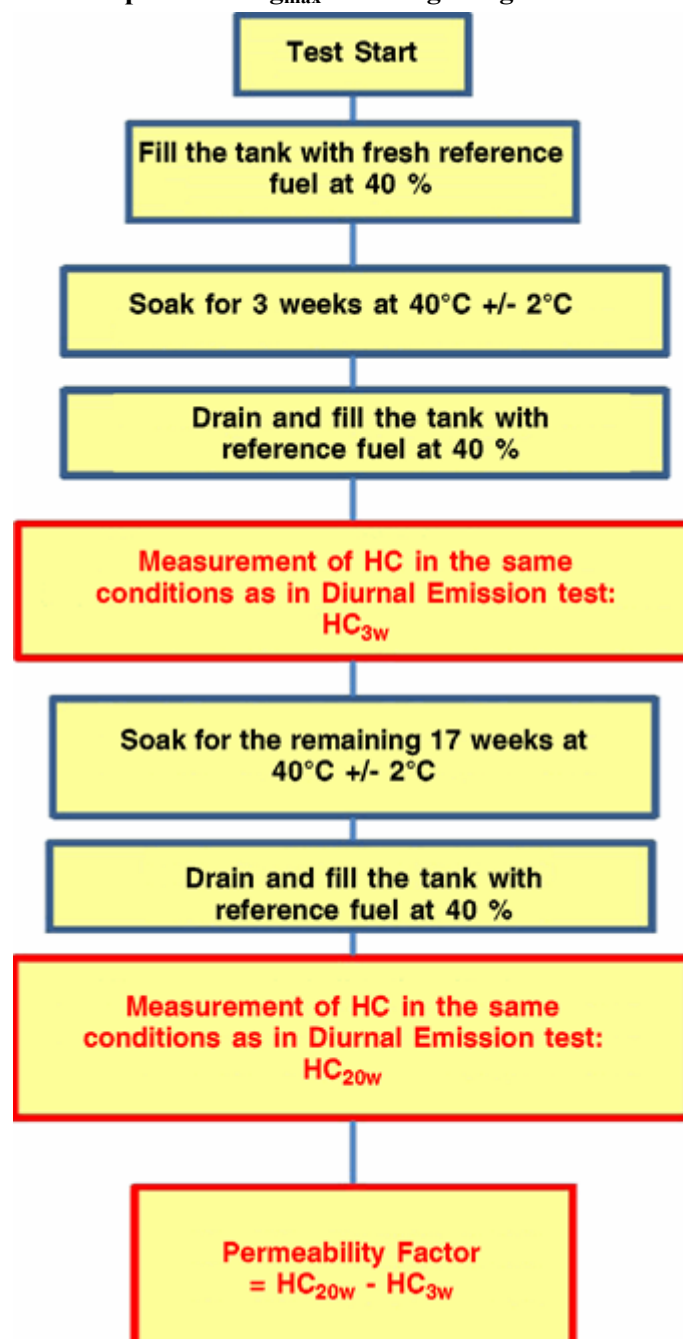 Test Start
Fill the tank with fresh reference
fuel at 40 %
Soak for 3 weeks at 40°C +/- 2°C
Drain and fill the tank with
reference fuel at 40 %
Measurement of HC in the same
conditions as in Diurnal Emission test:
HC3w
Soak for the remaining 17 weeks at
40°C +/- 2°C
Drain and fill the tank with
reference fuel at 40 %
Measurement of HC in the same
conditions as in Diurnal Emission test:
HC20w
Permeability Factor
= HC20w - HC3w